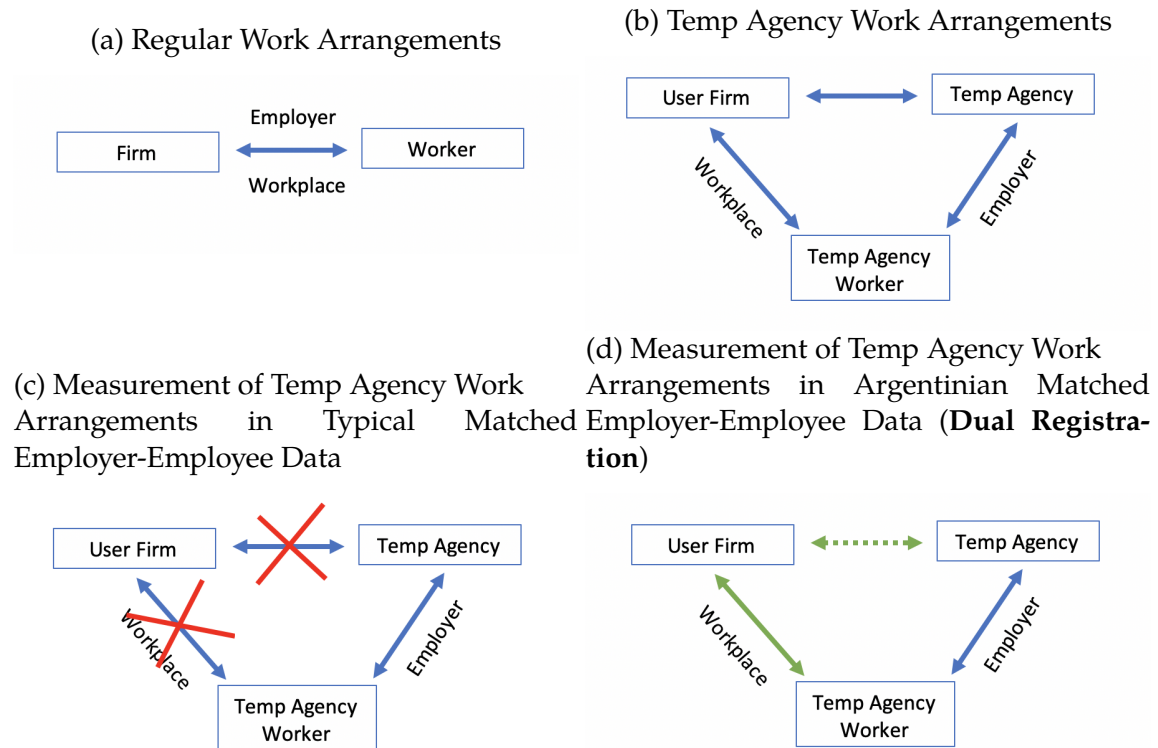 (a) Regular Work Arrangements
Employer
Firm
Worker
Workplace
(b) Temp Agency Work Arrangements
User Firm
Temp Agency
Workplace
Employer
Temp Agency
Worker
(c) Measurement of Temp Agency Work
Arrangements in Typical Matched
Employer-Employee Data
User Firm
Temp Agency
Workplace
Employer
Temp Agency
Worker
(d) Measurement of Temp Agency Work
Arrangements in Argentinian Matched
Employer-Employee Data (Dual Registra-
tion)
User Firm
Temp Agency
Workplace
Employer
Temp Agency
Worker